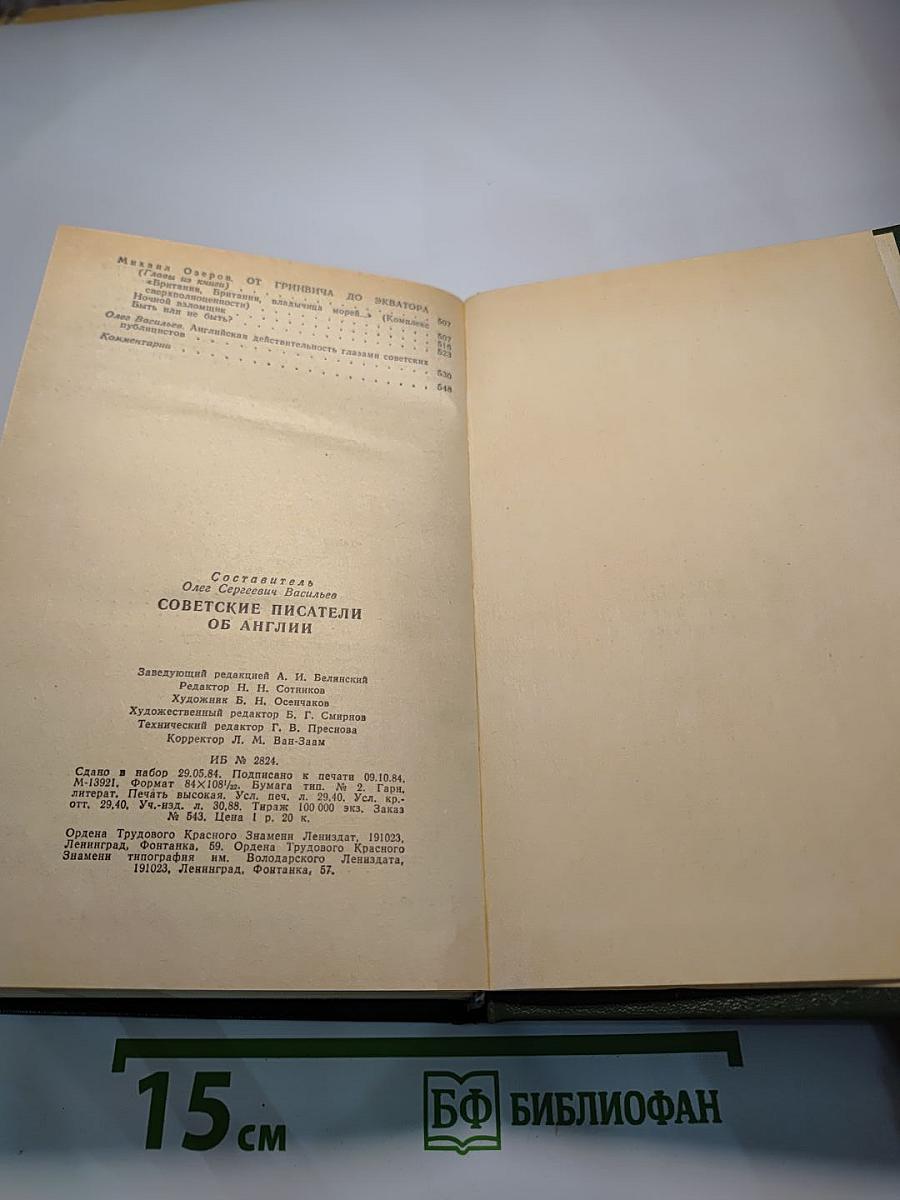 Михаил Озеров. ОТ ГРИНВИЧА ДО ЭКВАТОРА
(Главы из книги) . . . . . . . . . . . . 507
«Британия, Британия, владычица морей...» (Комплекс
сверхполноценности) . . . . . . . . . . . . 507
Ночной взломщик . . . . . . . . . . . . 516
Быть или не быть? . . . . . . . . . . . . 523
Олег Васильев. Английская действительность глазами советских
публицистов . . . . . . . . . . . . 530
Комментарии . . . . . . . . . . . . 548
Составитель
Олег Сергеевич Васильев
СОВЕТСКИЕ ПИСАТЕЛИ
ОБ АНГЛИИ
Заведующий редакцией А. И. Белинский
Редактор Н. Н. Сотников
Художник Б. Н. Осенчаков
Художественный редактор Б. Г. Смирнов
Технический редактор Г. В. Преснова
Корректор Л. М. Ван-Заам
ИБ № 2824.
Сдано в набор 29.05.84. Подписано к печати 09.10.84.
М-13921. Формат 84×108¹/₃₂. Бумага тип. № 2. Гарн.
литерат. Печать высокая. Усл. печ. л. 29,40. Усл. кр.-
отт. 29,40. Уч.-изд. л. 30,88. Тираж 100 000 экз. Заказ
№ 543. Цена 1 р. 20 к.
Ордена Трудового Красного Знамени Лениздат, 191023,
Ленинград, Фонтанка, 59. Ордена Трудового Красного
Знамени типография им. Володарского Лениздата,
191023, Ленинград, Фонтанка, 57.
15 см
БФ БИБЛИОФАН